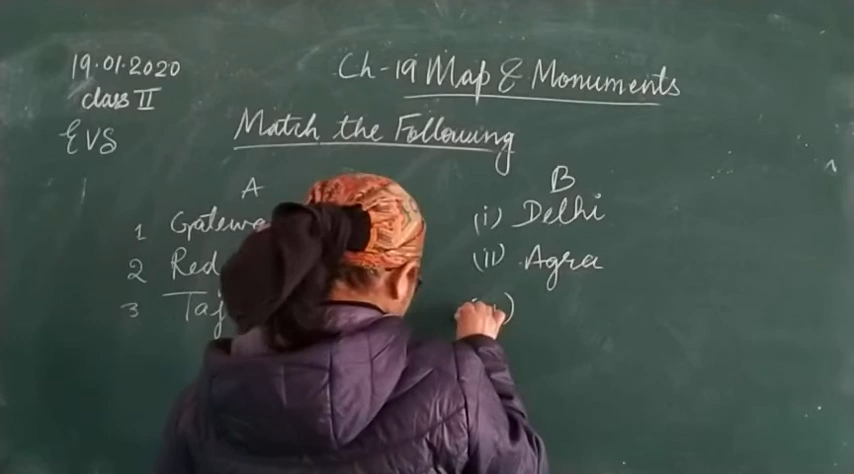 19.01.2020
Ch-19 Map & Monuments
class II
EVS
Match the Following
A
B
1 Gatewa
(i) Delhi
2 Red
(ii) Agra
3 Taj